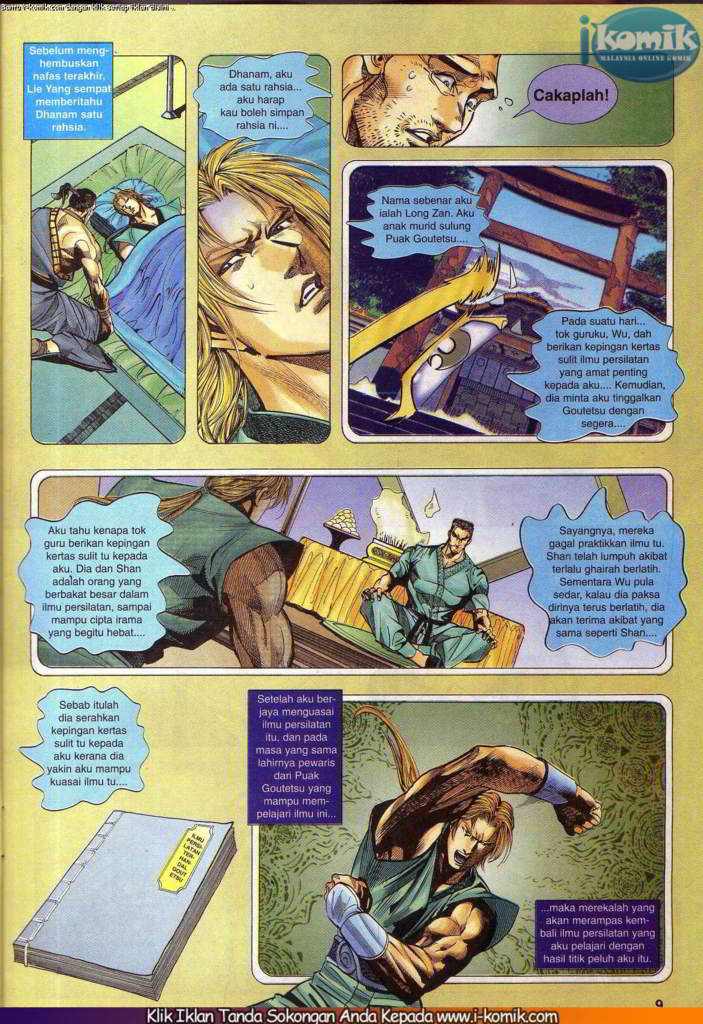 ikomik
MALAYSIA ONLINE KOMIK
Sebelum meng-
hembuskan
nafas terakhir,
Lie Yang sempat
memberitahu
Dhanam satu
rahsia.
Dhanam, aku
ada satu rahsia...
aku harap
kau boleh simpan
rahsia ni....
Cakaplah!
Nama sebenar aku
ialah Long Zan. Aku
anak murid sulung
Puak Goutetsu....
Pada suatu hari...
tok guruku, Wu, dah
berikan kepingan kertas
sulit ilmu persilatan
yang amat penting
kepada aku.... Kemudian,
dia minta aku tinggalkan
Goutetsu dengan
segera....
Aku tahu kenapa tok
guru berikan kepingan
kertas sulit tu kepada
aku. Dia dan Shan
adalah orang yang
berbakat besar dalam
ilmu persilatan, sampai
mampu cipta irama
yang begitu hebat....
Sayangnya, mereka
gagal praktikkan ilmu tu.
Shan telah lumpuh akibat
terlalu ghairah berlatih.
Sementara Wu pula
sedar, kalau dia paksa
dirinya terus berlatih, dia
akan terima akibat yang
sama seperti Shan....
Sebab itulah
dia serahkan
kepingan kertas
sulit tu kepada
aku kerana dia
yakin aku mampu
kuasai ilmu tu....
ILMU
PERSI-
LATAN
TER-
HAN-
DAL
GOUT
ETSU
Setelah aku ber-
jaya menguasai
ilmu persilatan
itu, dan pada
masa yang sama
lahirnya pewaris
dari Puak
Goutetsu yang
mampu mem-
pelajari ilmu ini...
...maka merekalah yang
akan merampas kem-
bali ilmu persilatan yang
aku pelajari dengan
hasil titik peluh aku itu.
9
Klik Iklan Tanda Sokongan Anda Kepada www.i-komik.com